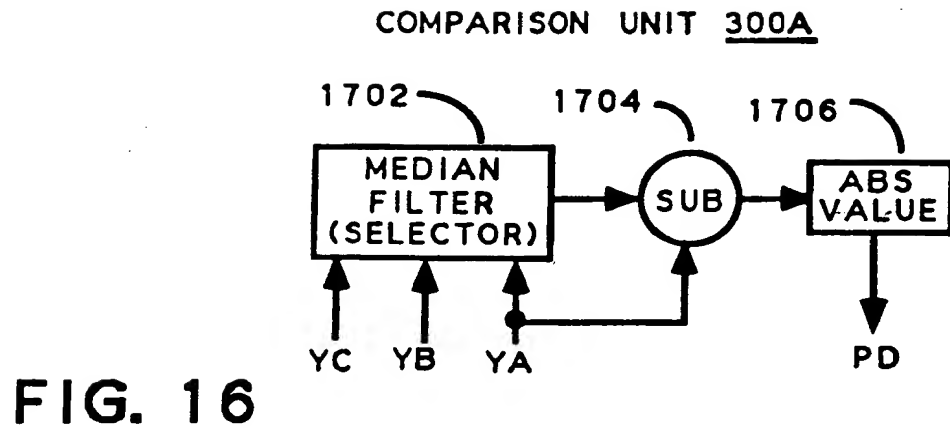 COMPARISON UNIT 300A
1702
1704
1706
MEDIAN
FILTER
(SELECTOR)
SUB
ABS
VALUE
YC
YB
YA
PD
FIG. 16